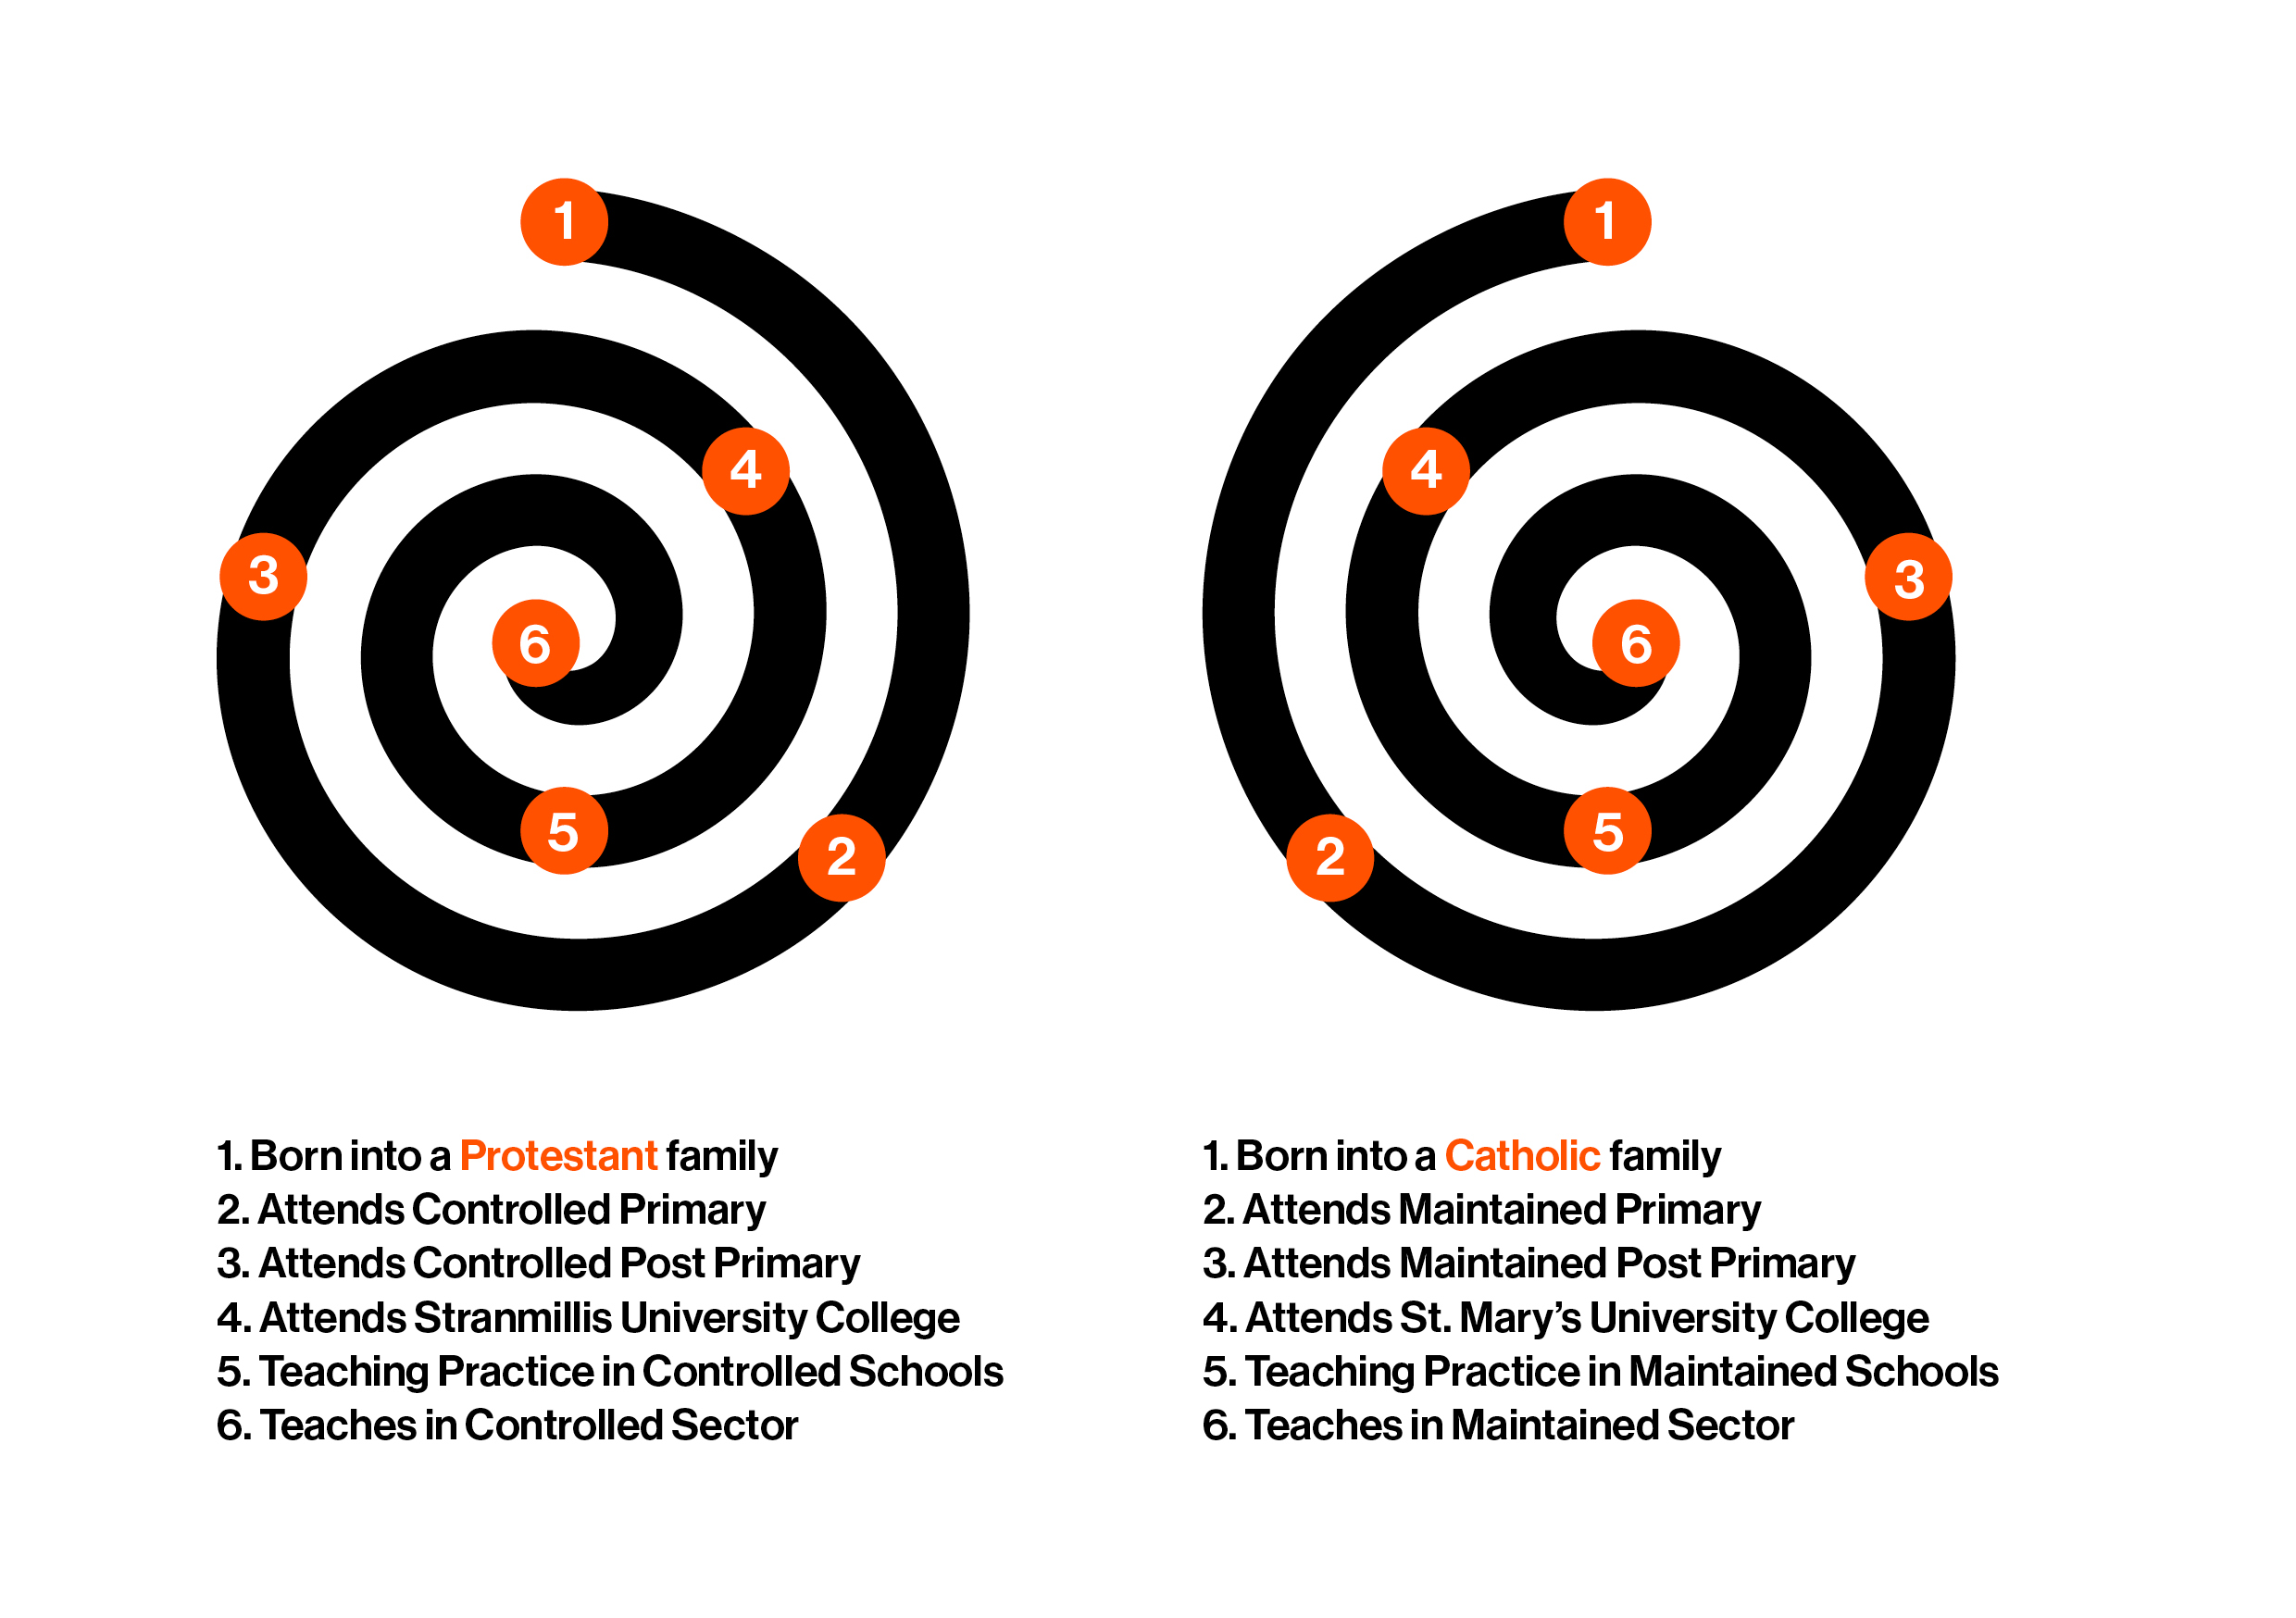 1
4
3
6
5
2
1
4
3
6
5
2
1. Born into a Protestant family
2. Attends Controlled Primary
3. Attends Controlled Post Primary
4. Attends Stranmillis University College
5. Teaching Practice in Controlled Schools
6. Teaches in Controlled Sector
1. Born into a Catholic family
2. Attends Maintained Primary
3. Attends Maintained Post Primary
4. Attends St. Mary’s University College
5. Teaching Practice in Maintained Schools
6. Teaches in Maintained Sector